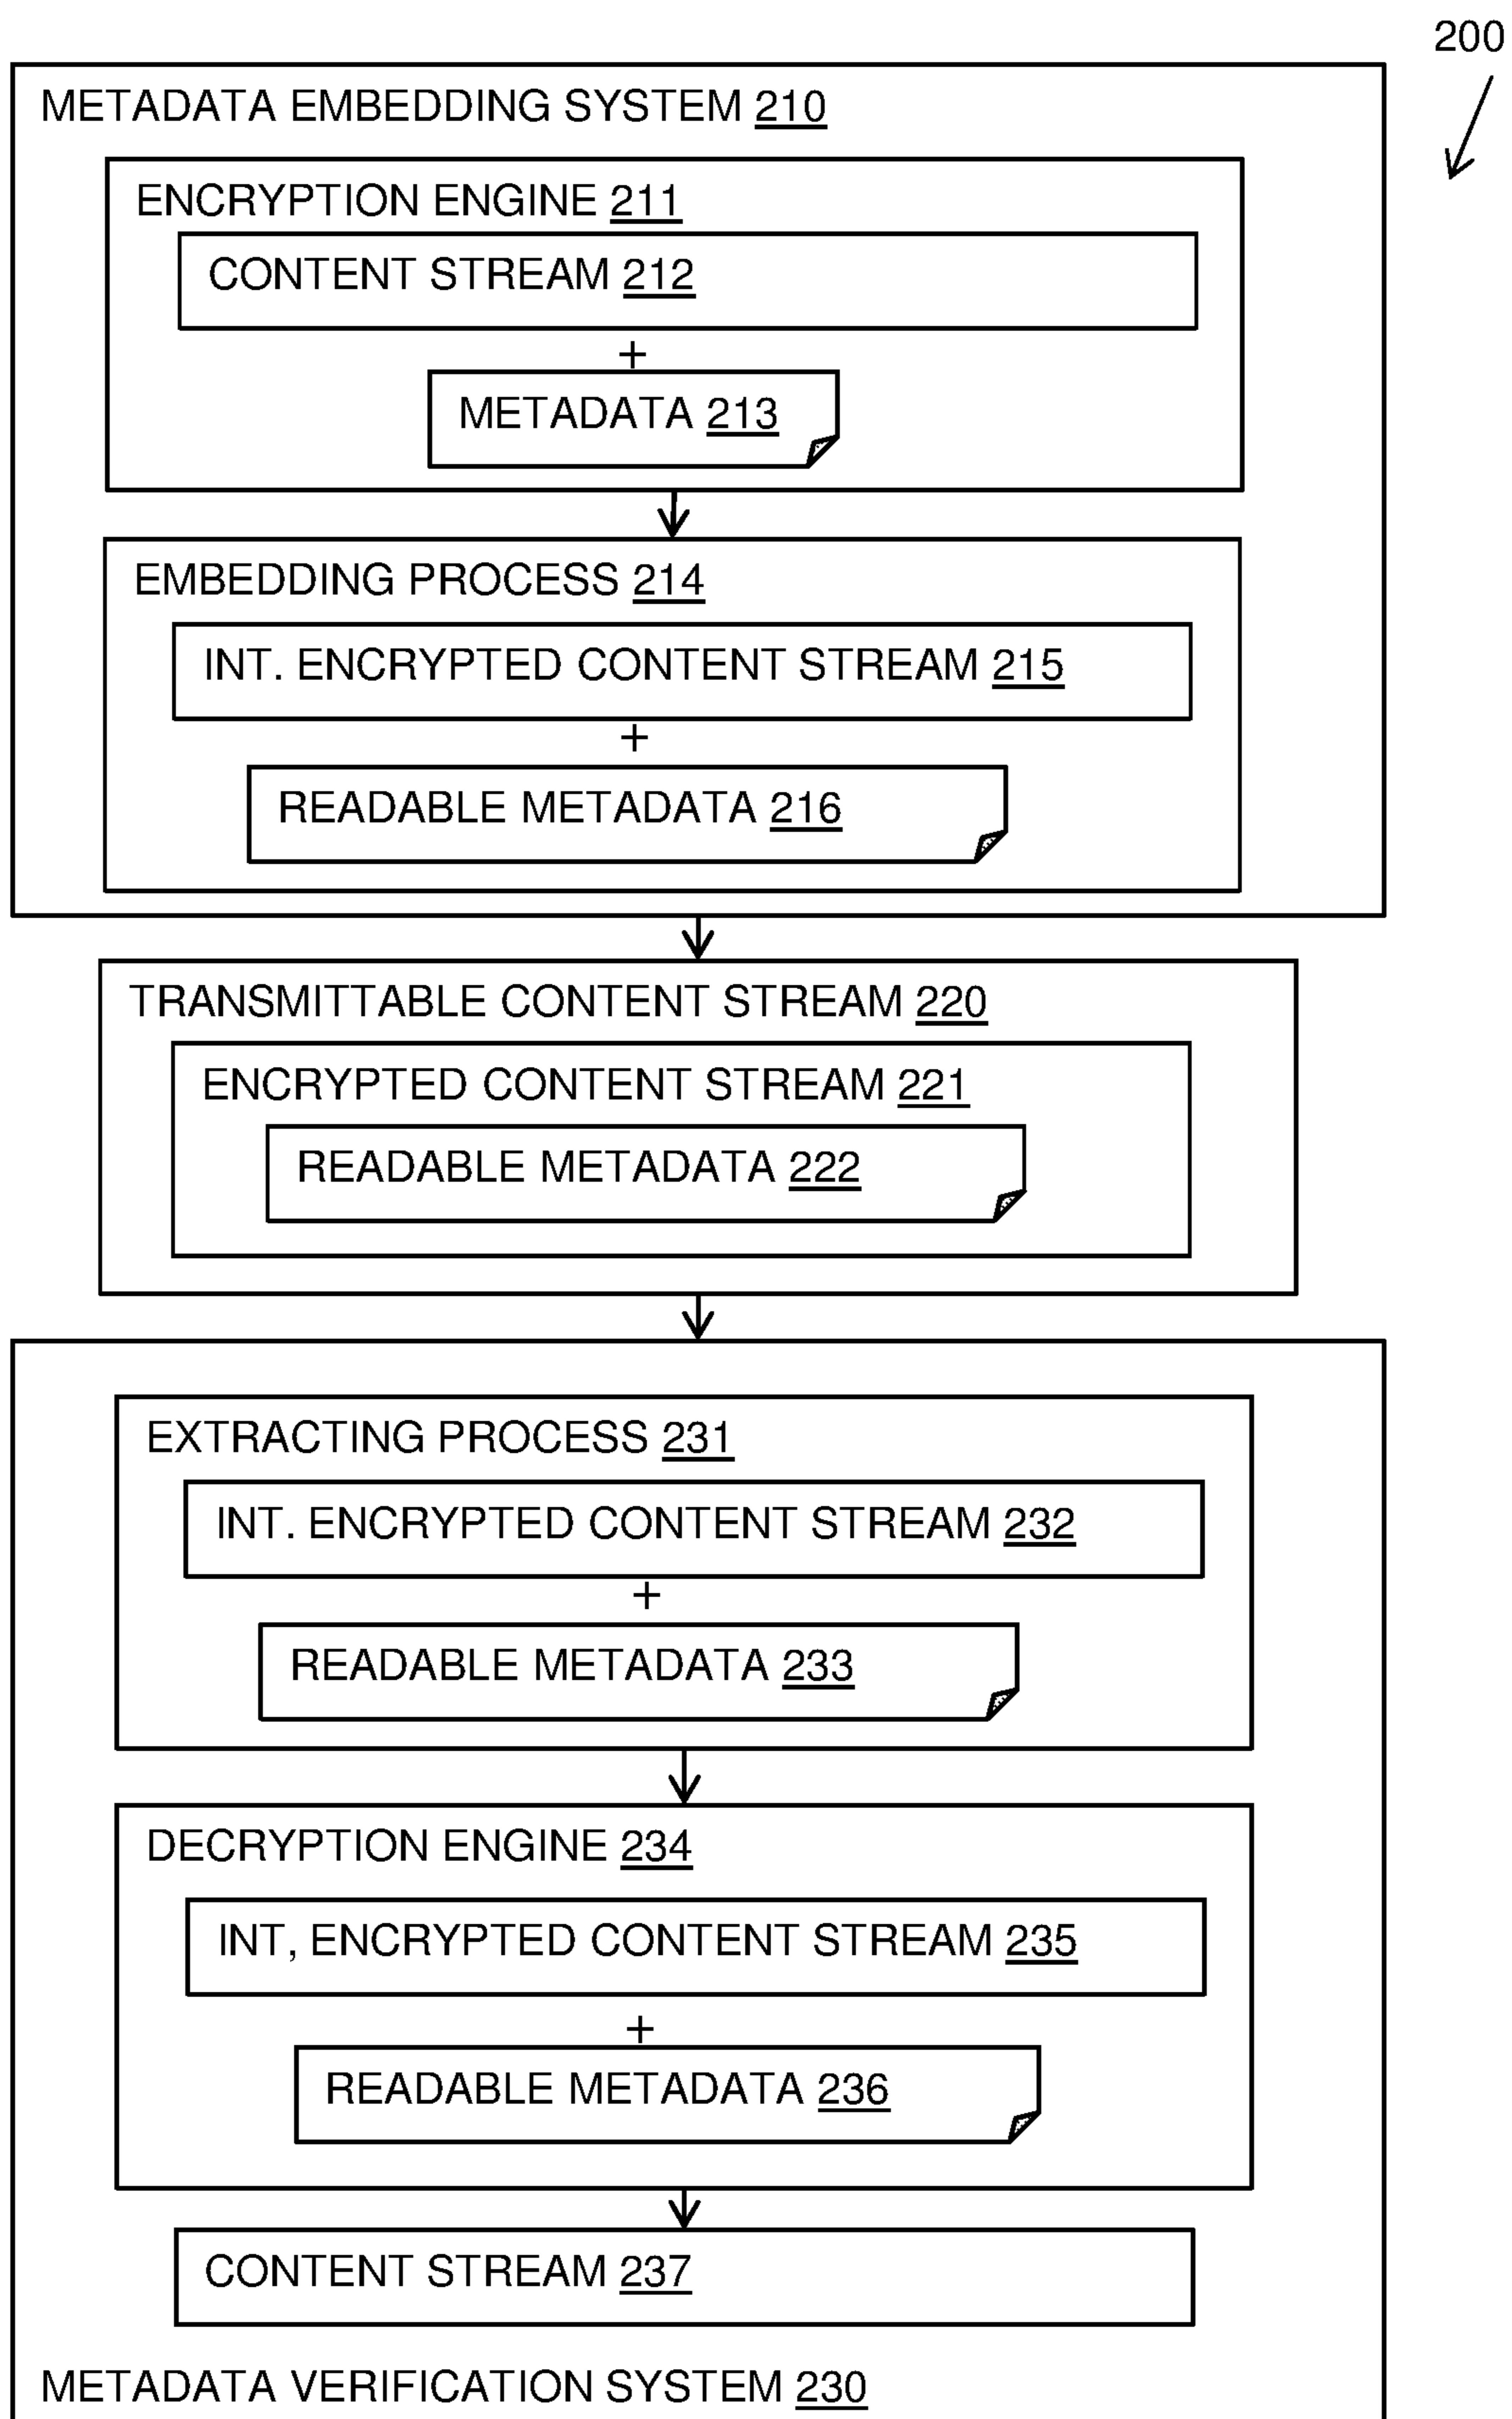 200
METADATA EMBEDDING SYSTEM 210
ENCRYPTION ENGINE 211
CONTENT STREAM 212
+
METADATA 213
EMBEDDING PROCESS 214
INT. ENCRYPTED CONTENT STREAM 215
+
READABLE METADATA 216
TRANSMITTABLE CONTENT STREAM 220
ENCRYPTED CONTENT STREAM 221
READABLE METADATA 222
EXTRACTING PROCESS 231
INT. ENCRYPTED CONTENT STREAM 232
+
READABLE METADATA 233
DECRYPTION ENGINE 234
INT, ENCRYPTED CONTENT STREAM 235
+
READABLE METADATA 236
CONTENT STREAM 237
METADATA VERIFICATION SYSTEM 230